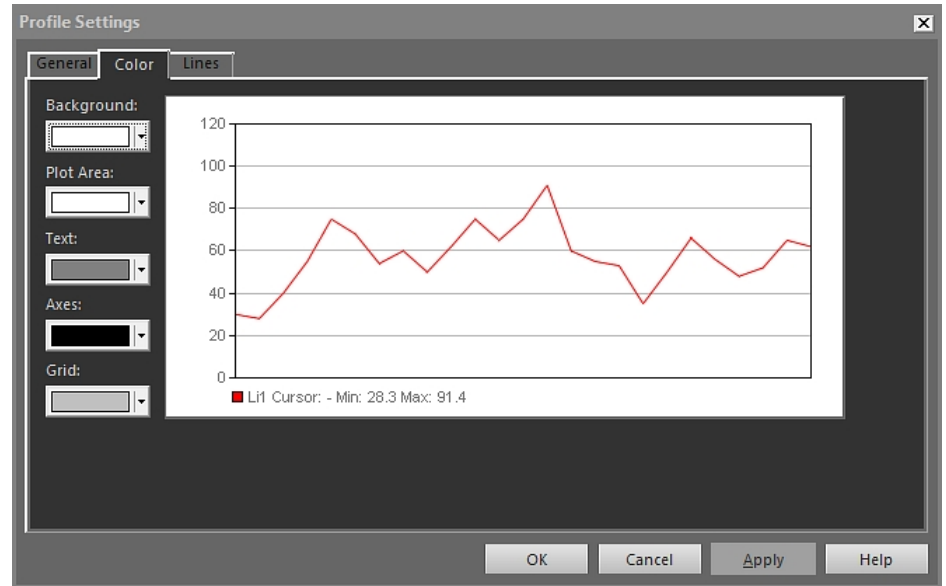 Profile Settings
General Color Lines
Background:
Plot Area:
Text:
Axes:
Grid:
120
100
80
60
40
20
0
Li1 Cursor: - Min: 28.3 Max: 91.4
OK Cancel Apply Help